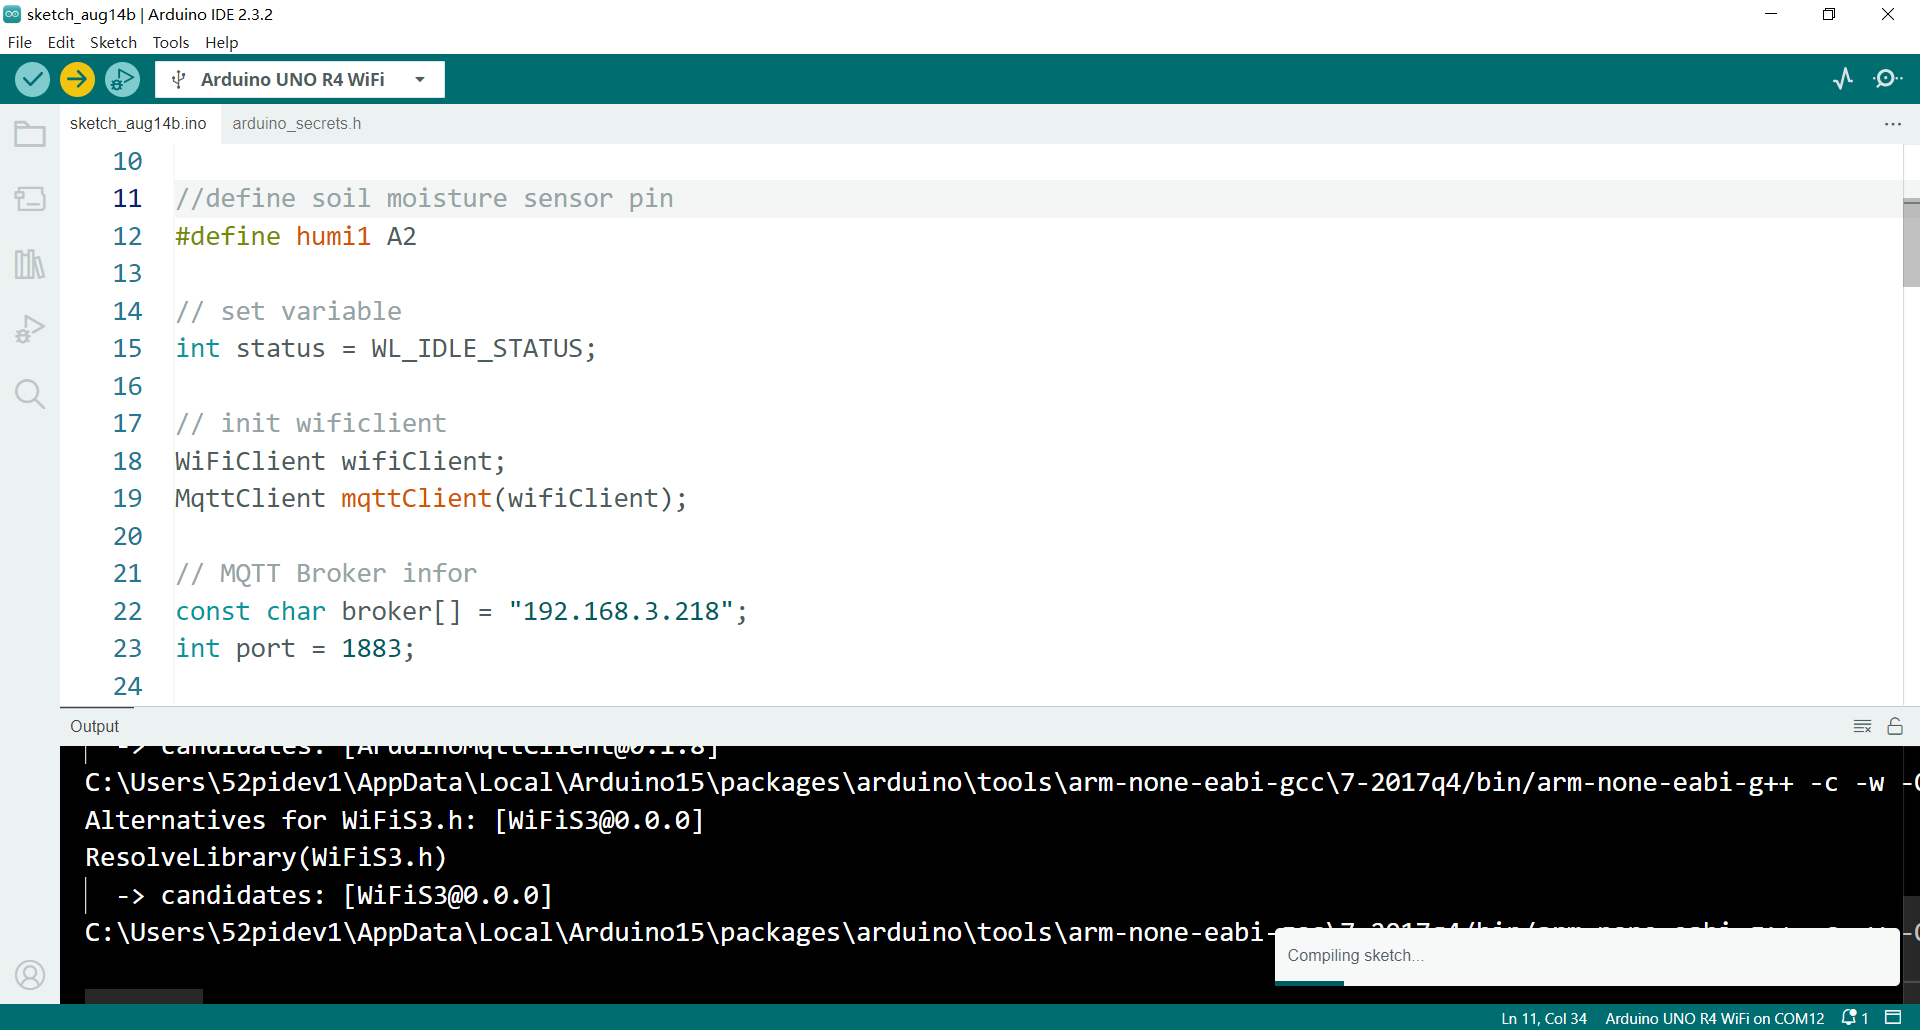 sketch_aug14b | Arduino IDE 2.3.2
File Edit Sketch Tools Help
Arduino UNO R4 WiFi
sketch_aug14b.ino arduino_secrets.h
10
11 //define soil moisture sensor pin
12 #define humi1 A2
13
14 // set variable
15 int status = WL_IDLE_STATUS;
16
17 // init wificlient
18 WiFiClient wifiClient;
19 MqttClient mqttClient(wifiClient);
20
21 // MQTT Broker infor
22 const char broker[] = "192.168.3.218";
23 int port = 1883;
24
Output
-> candidates: [ArduinoMqttClient@0.1.8]
C:\Users\52pidev1\AppData\Local\Arduino15\packages\arduino\tools\arm-none-eabi-gcc\7-2017q4/bin/arm-none-eabi-g++ -c -w
Alternatives for WiFiS3.h: [WiFiS3@0.0.0]
ResolveLibrary(WiFiS3.h)
-> candidates: [WiFiS3@0.0.0]
C:\Users\52pidev1\AppData\Local\Arduino15\packages\arduino\tools\arm-none-eabi-
Compiling sketch...
Ln 11, Col 34 Arduino UNO R4 WiFi on COM12 1